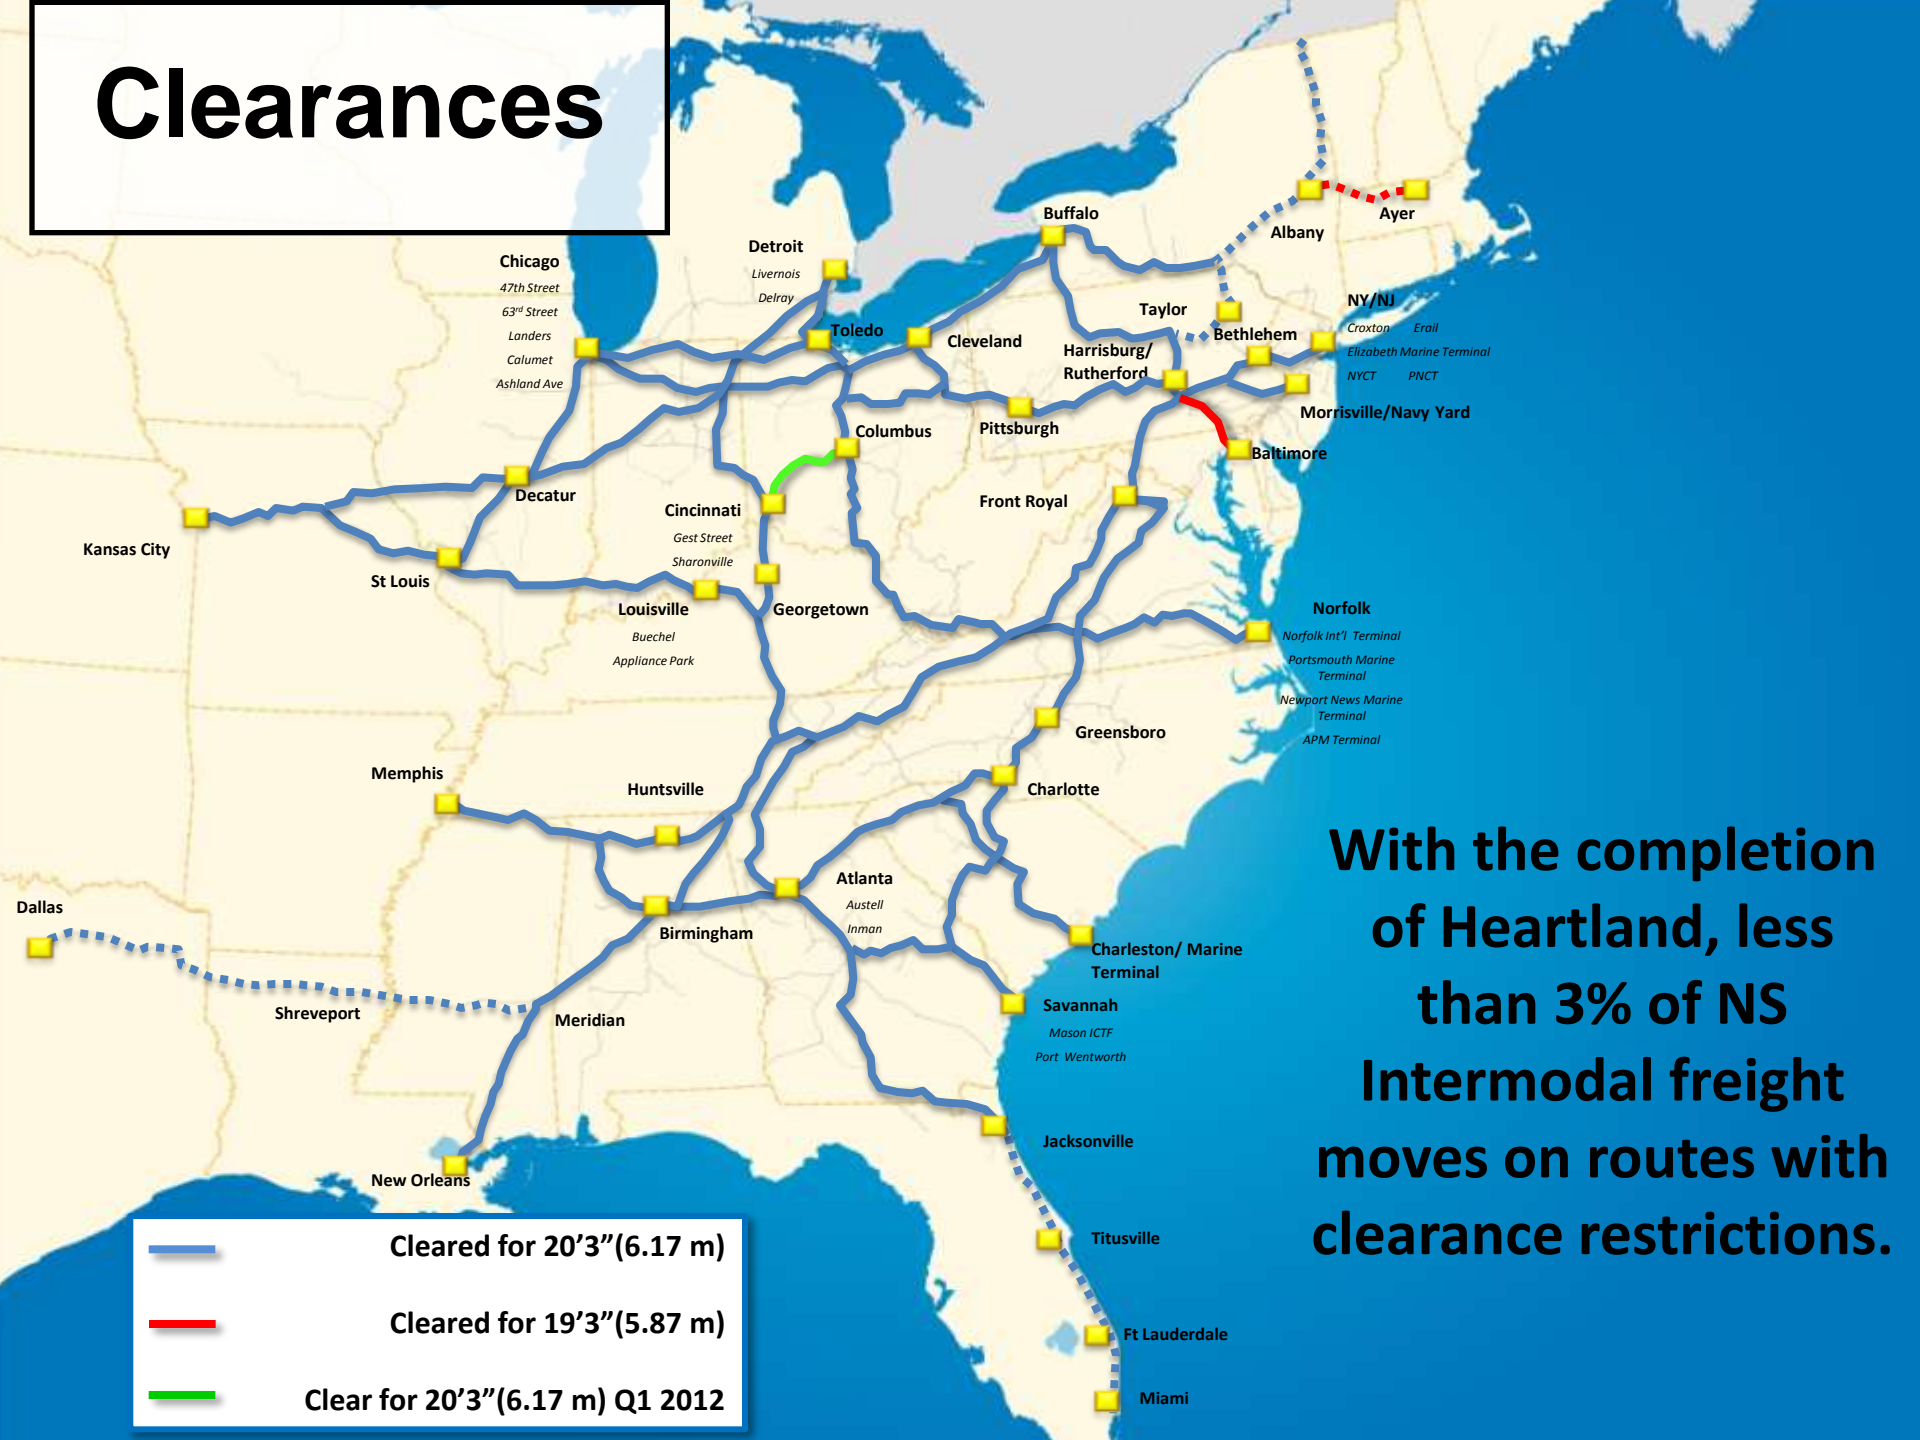 Clearances
Buffalo
Ayer
Albany
Detroit
Livernois
Delray
Chicago
47th Street
63rd Street
Landers
Calumet
Ashland Ave
Toledo
Cleveland
Taylor
Bethlehem
NY/NJ
Croxton Erail
Elizabeth Marine Terminal
NYCT PNCT
Harrisburg/
Rutherford
Morrisville/Navy Yard
Pittsburgh
Columbus
Baltimore
Decatur
Cincinnati
Gest Street
Sharonville
Front Royal
Kansas City
St Louis
Louisville
Buechel
Appliance Park
Georgetown
Norfolk
Norfolk Int'l Terminal
Portsmouth Marine
Terminal
Newport News Marine
Terminal
APM Terminal
Greensboro
Memphis
Huntsville
Charlotte
Atlanta
Austell
Inman
Dallas
Birmingham
Charleston/ Marine
Terminal
Shreveport
Meridian
Savannah
Mason ICTF
Port Wentworth
Jacksonville
New Orleans
Titusville
Ft Lauderdale
Miami
With the completion
of Heartland, less
than 3% of NS
Intermodal freight
moves on routes with
clearance restrictions.
Cleared for 20’3”(6.17 m)
Cleared for 19’3”(5.87 m)
Clear for 20’3”(6.17 m) Q1 2012